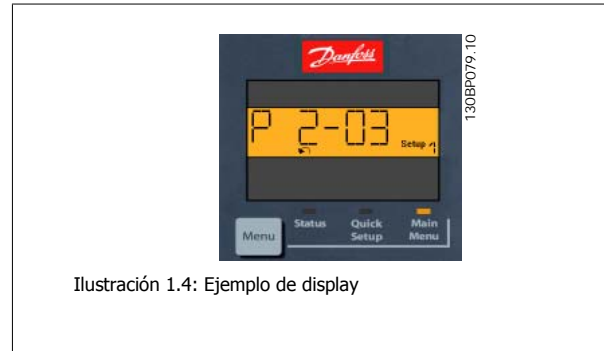 Danfoss
130BP079.10
P 2-03
Setup 1
Menu
Status
Quick Setup
Main Menu
Ilustración 1.4: Ejemplo de display